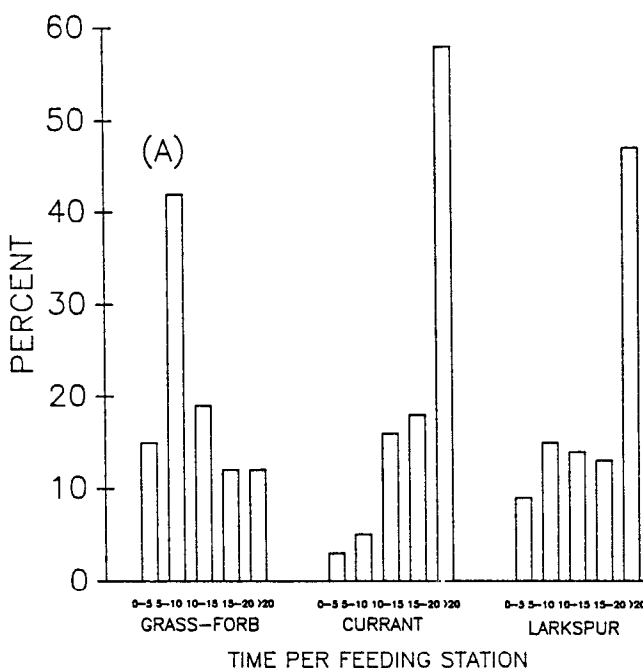 60
50
(A)
40
PERCENT
30
20
10
0
0-5 5-10 10-15 15-20 >20 0-5 5-10 10-15 15-20 >20 0-5 5-10 10-15 15-20 >20
GRASS-FORB CURRANT LARKSPUR
TIME PER FEEDING STATION